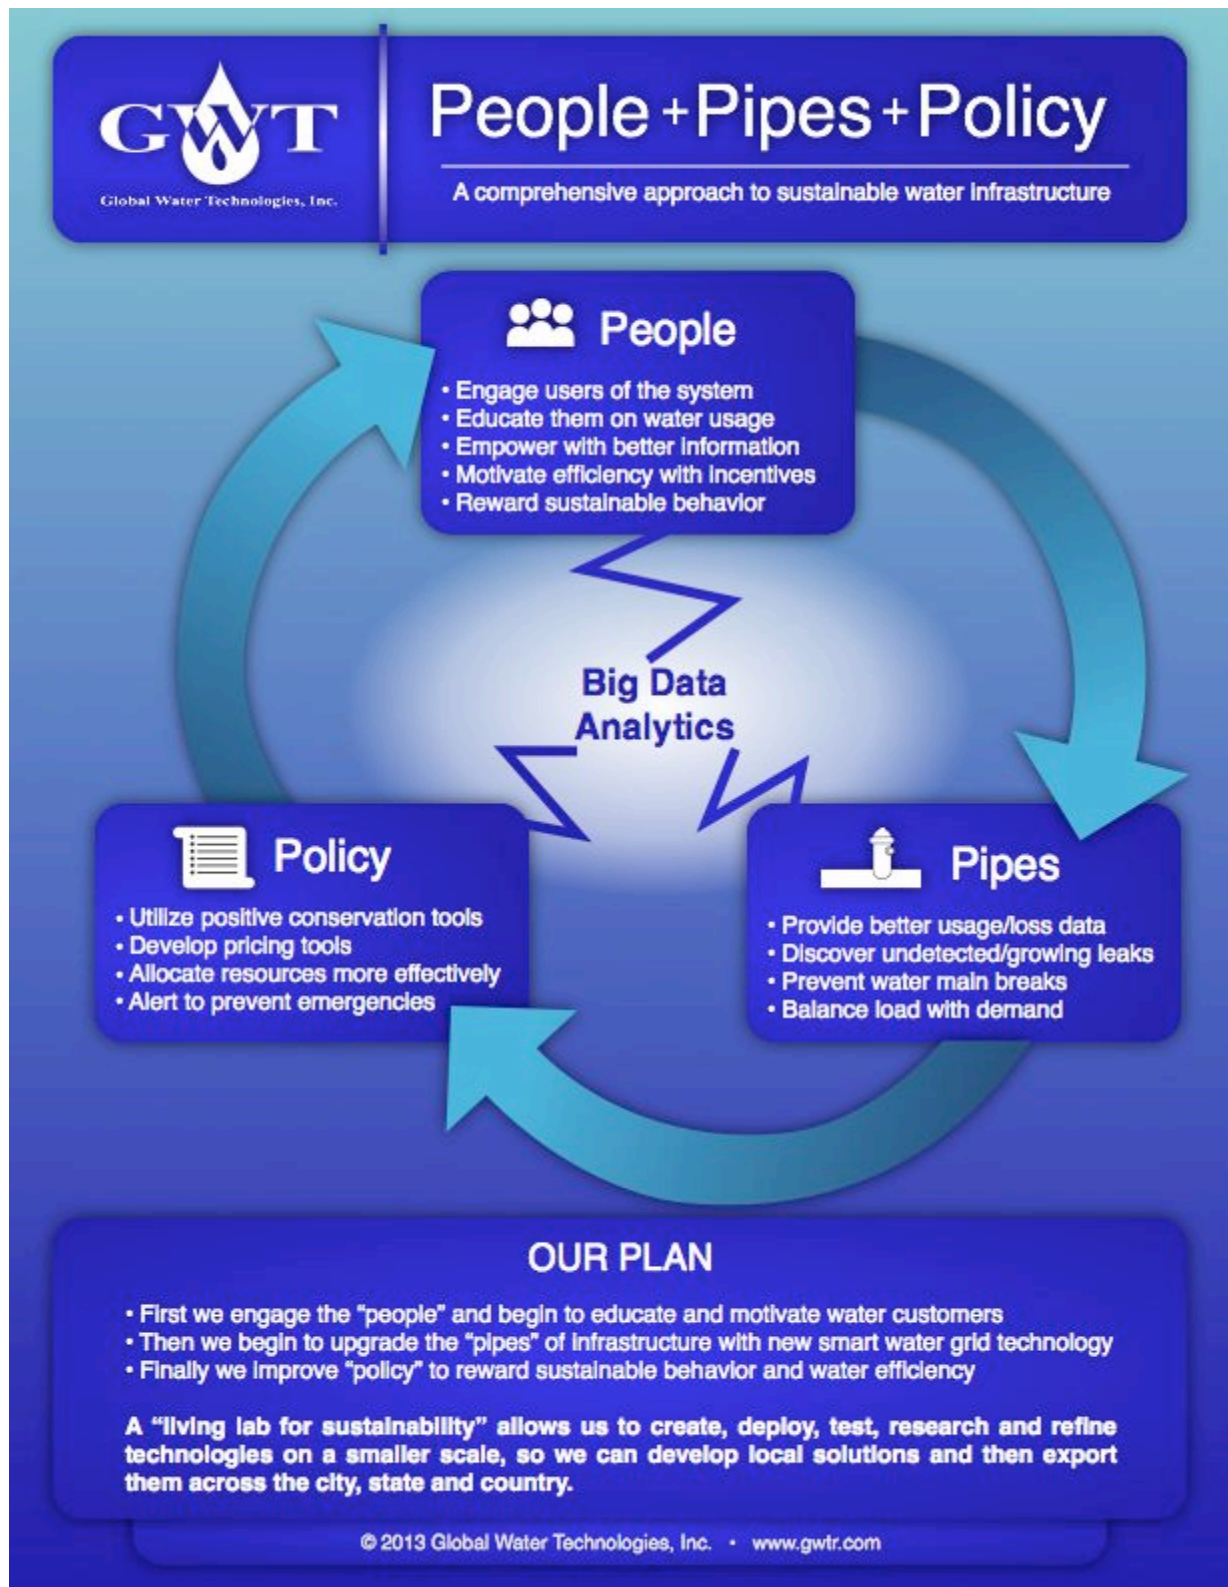 GWT
Global Water Technologies, Inc.
People + Pipes + Policy
A comprehensive approach to sustainable water infrastructure
People
• Engage users of the system
• Educate them on water usage
• Empower with better information
• Motivate efficiency with incentives
• Reward sustainable behavior
Big Data
Analytics
Policy
• Utilize positive conservation tools
• Develop pricing tools
• Allocate resources more effectively
• Alert to prevent emergencies
Pipes
• Provide better usage/loss data
• Discover undetected/growing leaks
• Prevent water main breaks
• Balance load with demand
OUR PLAN
• First we engage the “people” and begin to educate and motivate water customers
• Then we begin to upgrade the “pipes” of infrastructure with new smart water grid technology
• Finally we improve “policy” to reward sustainable behavior and water efficiency
A “living lab for sustainability” allows us to create, deploy, test, research and refine
technologies on a smaller scale, so we can develop local solutions and then export
them across the city, state and country.
© 2013 Global Water Technologies, Inc. • www.gwtr.com